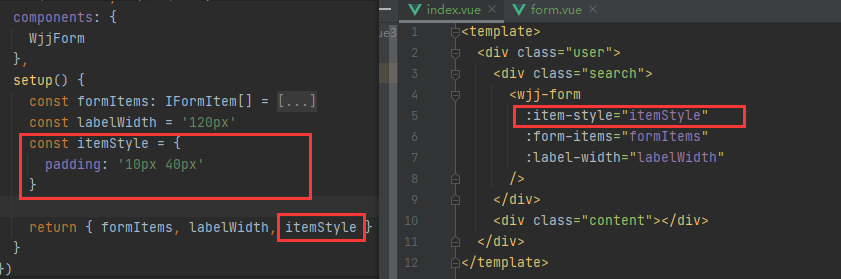 components: {
WjjForm
},
setup() {
const formItems: IFormItem[] = [...]
const labelWidth = '120px'
const itemStyle = {
padding: '10px 40px'
}
return { formItems, labelWidth, itemStyle }
}
})
ue3
index.vue
form.vue
1 <template>
2 <div class="user">
3 <div class="search">
4 <wjj-form
5 :item-style="itemStyle"
6 :form-items="formItems"
7 :label-width="labelWidth"
8 />
9 </div>
10 <div class="content"></div>
11 </div>
12 </template>